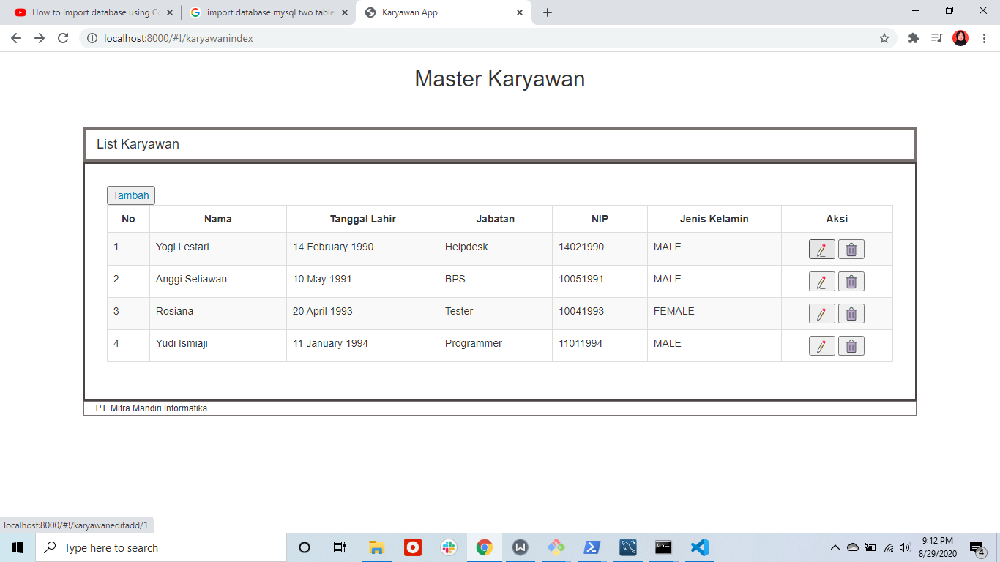 How to import database using Co
import database mysql two table
Karyawan App
localhost:8000/#!/karyawanindex
Master Karyawan
List Karyawan
Tambah
No Nama Tanggal Lahir Jabatan NIP Jenis Kelamin Aksi
1 Yogi Lestari 14 February 1990 Helpdesk 14021990 MALE
2 Anggi Setiawan 10 May 1991 BPS 10051991 MALE
3 Rosiana 20 April 1993 Tester 10041993 FEMALE
4 Yudi Ismiaji 11 January 1994 Programmer 11011994 MALE
PT. Mitra Mandiri Informatika
localhost:8000/#!/karyawaneditadd/1
Type here to search
9:12 PM
8/29/2020
4